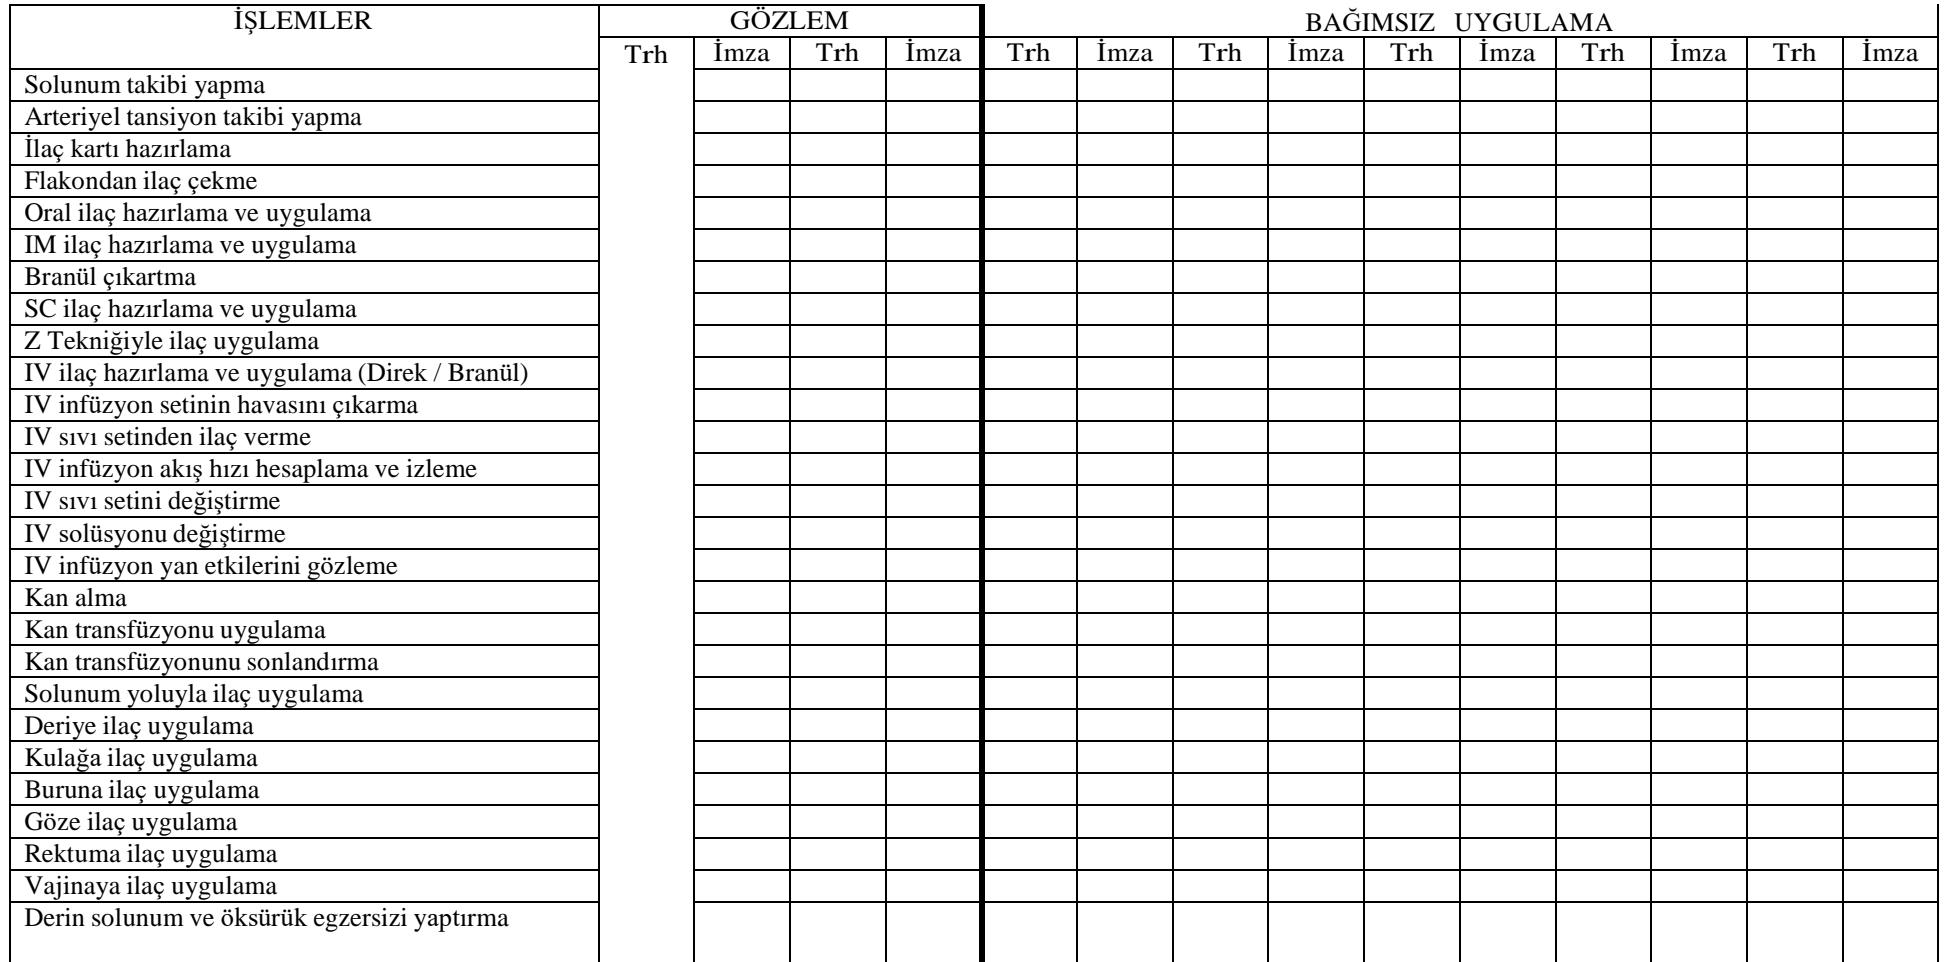 İŞLEMLER GÖZLEM BAĞIMSIZ UYGULAMA
Trh İmza Trh İmza Trh İmza Trh İmza Trh İmza Trh İmza Trh İmza
Solunum takibi yapma
Arteriyel tansiyon takibi yapma
İlaç kartı hazırlama
Flakondan ilaç çekme
Oral ilaç hazırlama ve uygulama
IM ilaç hazırlama ve uygulama
Branül çıkartma
SC ilaç hazırlama ve uygulama
Z Tekniğiyle ilaç uygulama
IV ilaç hazırlama ve uygulama (Direk / Branül)
IV infüzyon setinin havasını çıkarma
IV sıvı setinden ilaç verme
IV infüzyon akış hızı hesaplama ve izleme
IV sıvı setini değiştirme
IV solüsyonu değiştirme
IV infüzyon yan etkilerini gözleme
Kan alma
Kan transfüzyonu uygulama
Kan transfüzyonunu sonlandırma
Solunum yoluyla ilaç uygulama
Deriye ilaç uygulama
Kulağa ilaç uygulama
Buruna ilaç uygulama
Göze ilaç uygulama
Rektuma ilaç uygulama
Vajinaya ilaç uygulama
Derin solunum ve öksürük egzersizi yaptırma